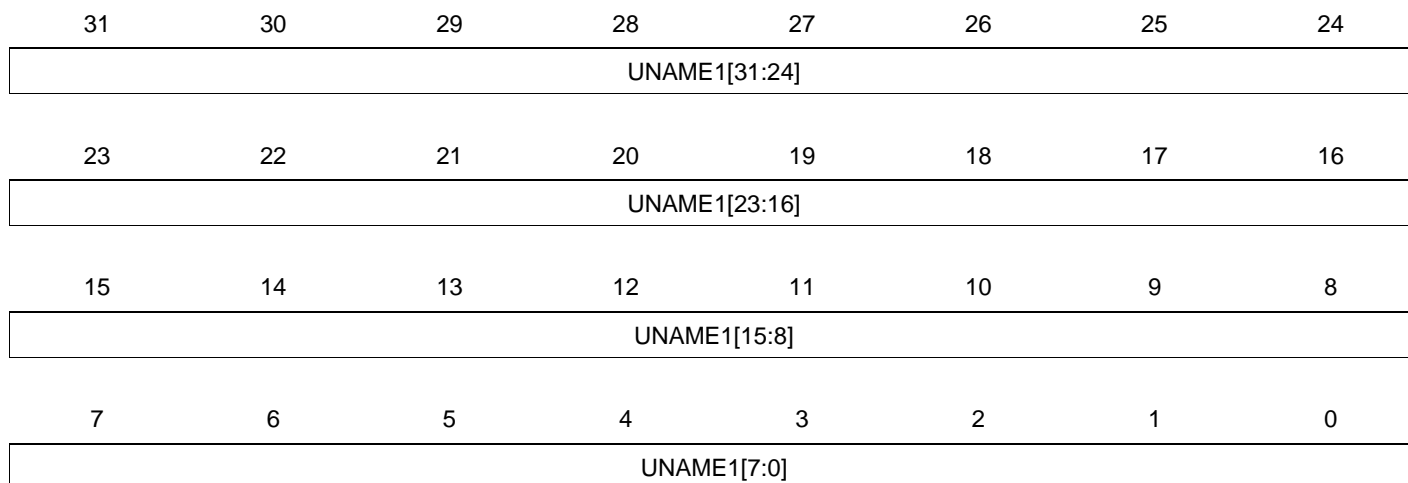 31 30 29 28 27 26 25 24
UNAME1[31:24]
23 22 21 20 19 18 17 16
UNAME1[23:16]
15 14 13 12 11 10 9 8
UNAME1[15:8]
7 6 5 4 3 2 1 0
UNAME1[7:0]